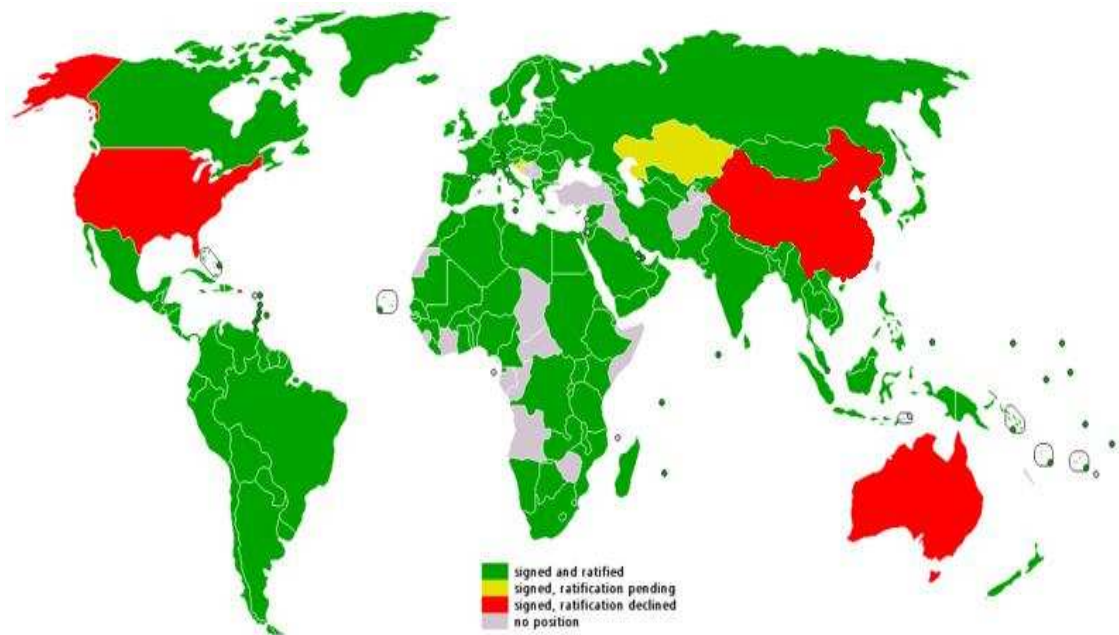 signed and ratified
signed, ratification pending
signed, ratification declined
no position